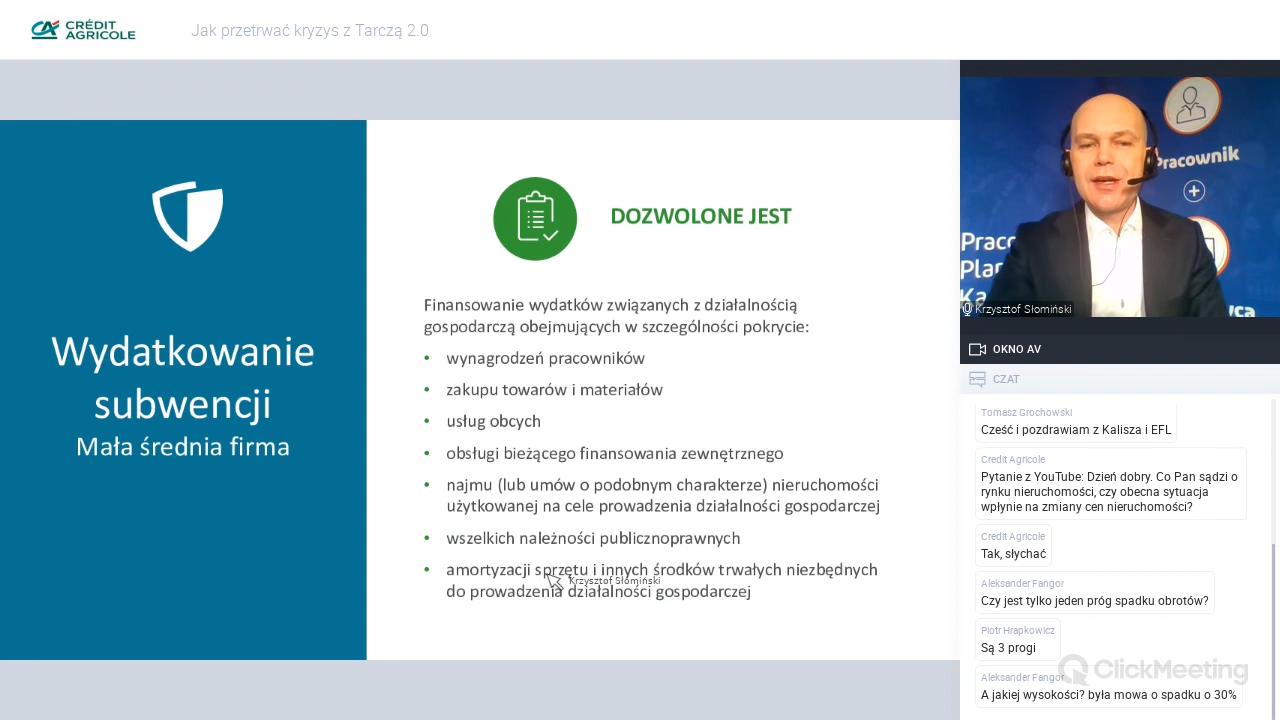 CRÉDIT
AGRICOLE
Jak przetrwać kryzys z Tarczą 2.0
Wydatkowanie
subwencji
Mała średnia firma
DOZWOLONE JEST
Finansowanie wydatków związanych z działalnością
gospodarczą obejmujących w szczególności pokrycie:
• wynagrodzeń pracowników
• zakupu towarów i materiałów
• usług obcych
• obsługi bieżącego finansowania zewnętrznego
• najmu (lub umów o podobnym charakterze) nieruchomości
użytkowanej na cele prowadzenia działalności gospodarczej
• wszelkich należności publicznoprawnych
• amortyzacji sprzętu i innych środków trwałych niezbędnych
Krzysztof Słomiński
do prowadzenia działalności gospodarczej
Pracownik
+
Krzysztof Słomiński
OKNO AV
CZAT
Tomasz Grochowski
Cześć i pozdrawiam z Kalisza i EFL
Credit Agricole
Pytanie z YouTube: Dzień dobry. Co Pan sądzi o
rynku nieruchomości, czy obecna sytuacja
wpłynie na zmiany cen nieruchomości?
Credit Agricole
Tak, słychać
Aleksander Fangor
Czy jest tylko jeden próg spadku obrotów?
Piotr Hrapkowicz
Są 3 progi
ClickMeeting
Aleksander Fangor
A jakiej wysokości? była mowa o spadku o 30%